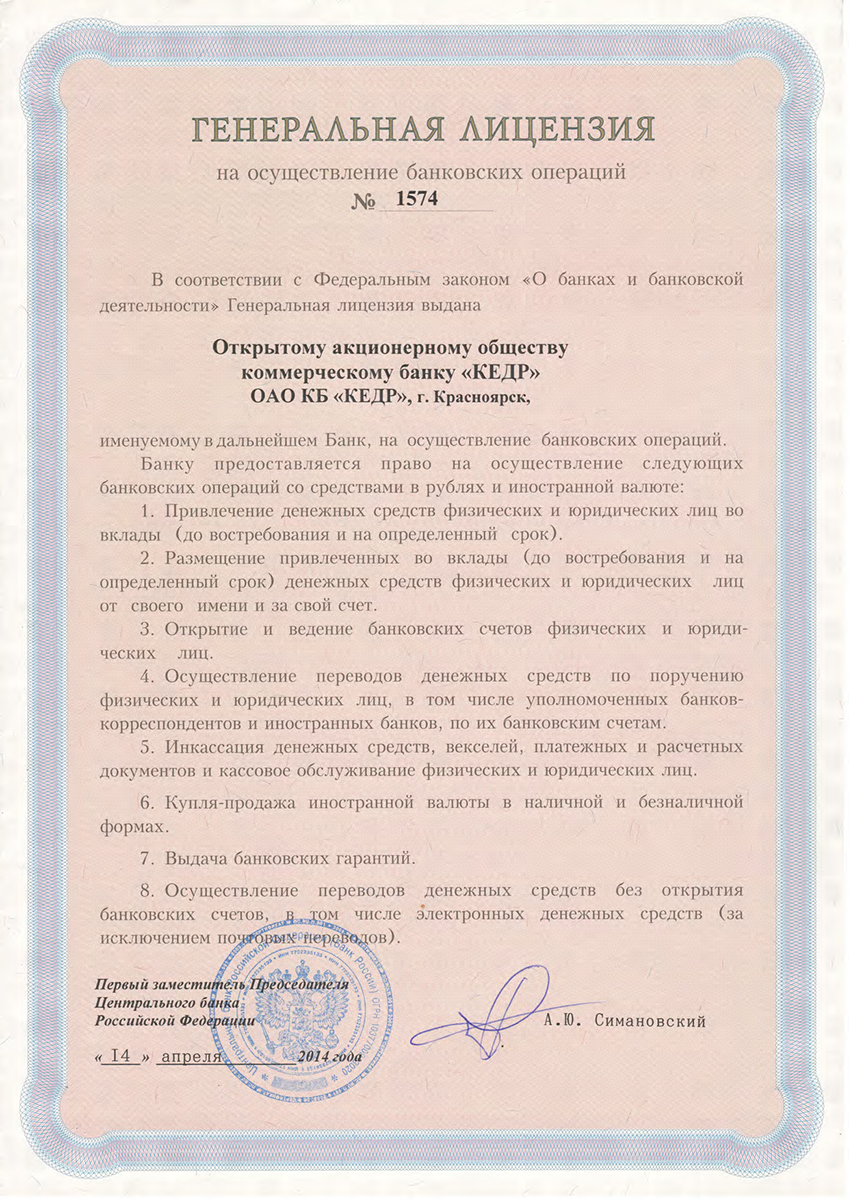 ГЕНЕРАЛЬНАЯ ЛИЦЕНЗИЯ
на осуществление банковских операций
№ 1574
В соответствии с Федеральным законом «О банках и банковской
деятельности» Генеральная лицензия выдана
Открытому акционерному обществу
коммерческому банку «КЕДР»
ОАО КБ «КЕДР», г. Красноярск,
именуемому в дальнейшем Банк, на осуществление банковских операций.
Банку предоставляется право на осуществление следующих
банковских операций со средствами в рублях и иностранной валюте:
1. Привлечение денежных средств физических и юридических лиц во
вклады (до востребования и на определенный срок).
2. Размещение привлеченных во вклады (до востребования и на
определенный срок) денежных средств физических и юридических лиц
от своего имени и за свой счет.
3. Открытие и ведение банковских счетов физических и юриди-
ческих лиц.
4. Осуществление переводов денежных средств по поручению
физических и юридических лиц, в том числе уполномоченных банков-
корреспондентов и иностранных банков, по их банковским счетам.
5. Инкассация денежных средств, векселей, платежных и расчетных
документов и кассовое обслуживание физических и юридических лиц.
6. Купля-продажа иностранной валюты в наличной и безналичной
формах.
7. Выдача банковских гарантий.
8. Осуществление переводов денежных средств без открытия
банковских счетов, в том числе электронных денежных средств (за
исключением почтовых переводов).
Первый заместитель Председателя
Центрального банка
Российской Федерации
А.Ю. Симановский
« 14 » апреля 2014 года